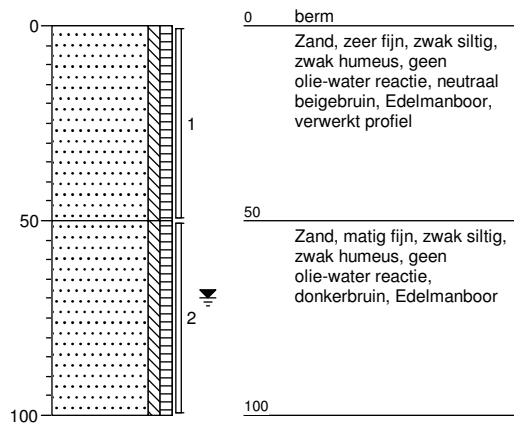 0
50
100
1
2
0 berm
Zand, zeer fijn, zwak siltig,
zwak humeus, geen
olie-water reactie, neutraal
beigebruin, Edelmanboor,
verwerkt profiel
50
Zand, matig fijn, zwak siltig,
zwak humeus, geen
olie-water reactie,
donkerbruin, Edelmanboor
100